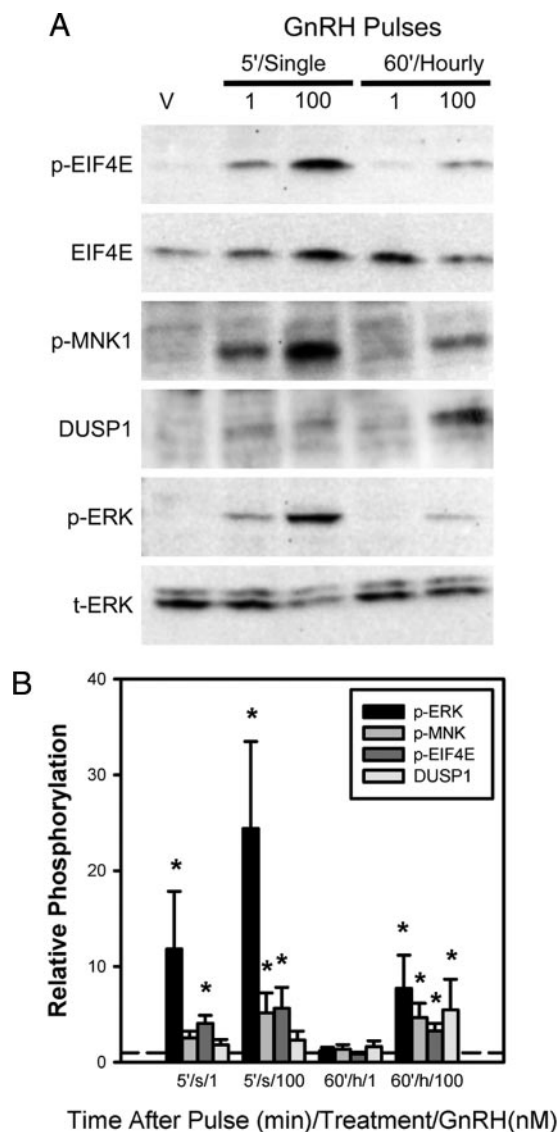 A
GnRH Pulses
5'/Single 60'/Hourly
V 1 100 1 100
p-EIF4E
EIF4E
p-MNK1
DUSP1
p-ERK
t-ERK
B
40
30
20
10
0
Relative Phosphorylation
p-ERK
p-MNK
p-EIF4E
DUSP1
* * * * * * * * *
5'/s/1 5'/s/100 60'/h/1 60'/h/100
Time After Pulse (min)/Treatment/GnRH(nM)